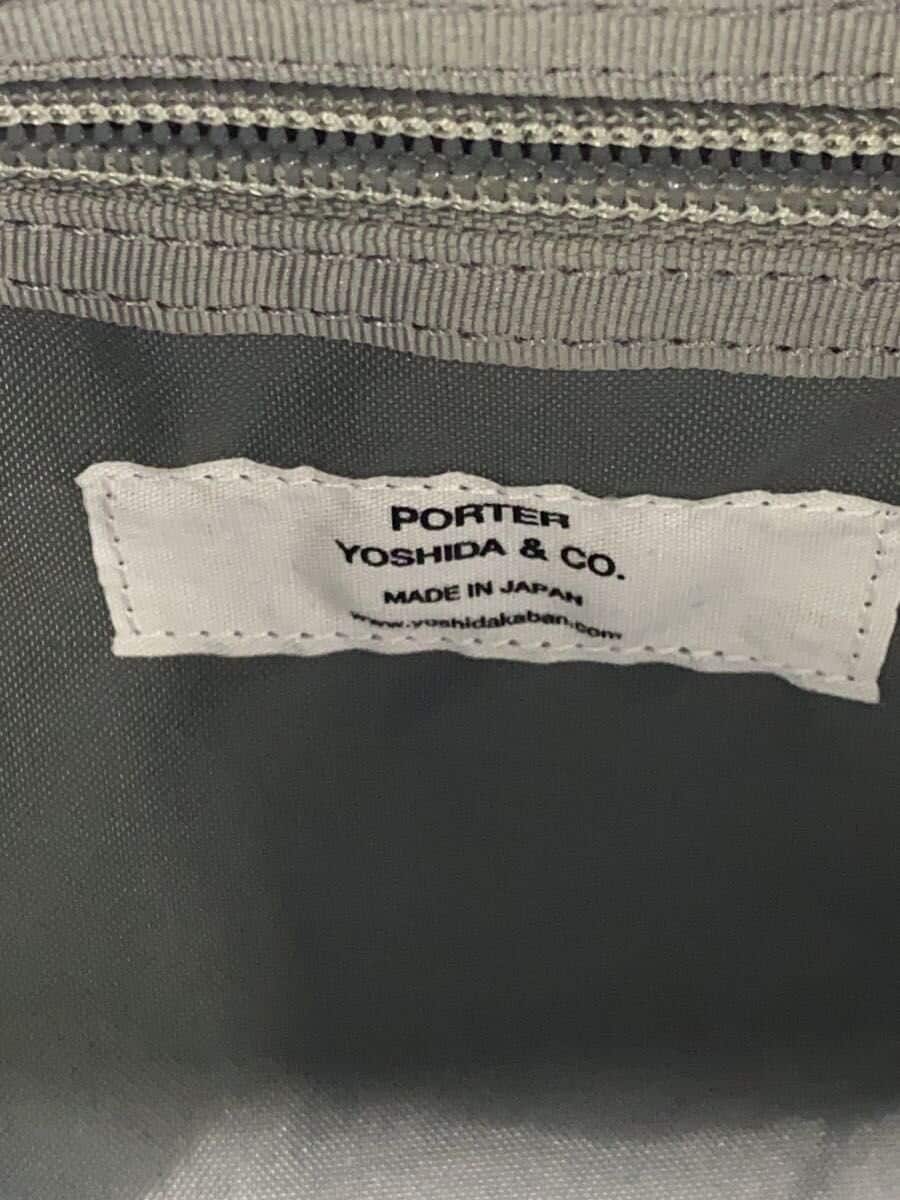 PORTER
YOSHIDA & CO.
MADE IN JAPAN
www.yoshidakaban.com